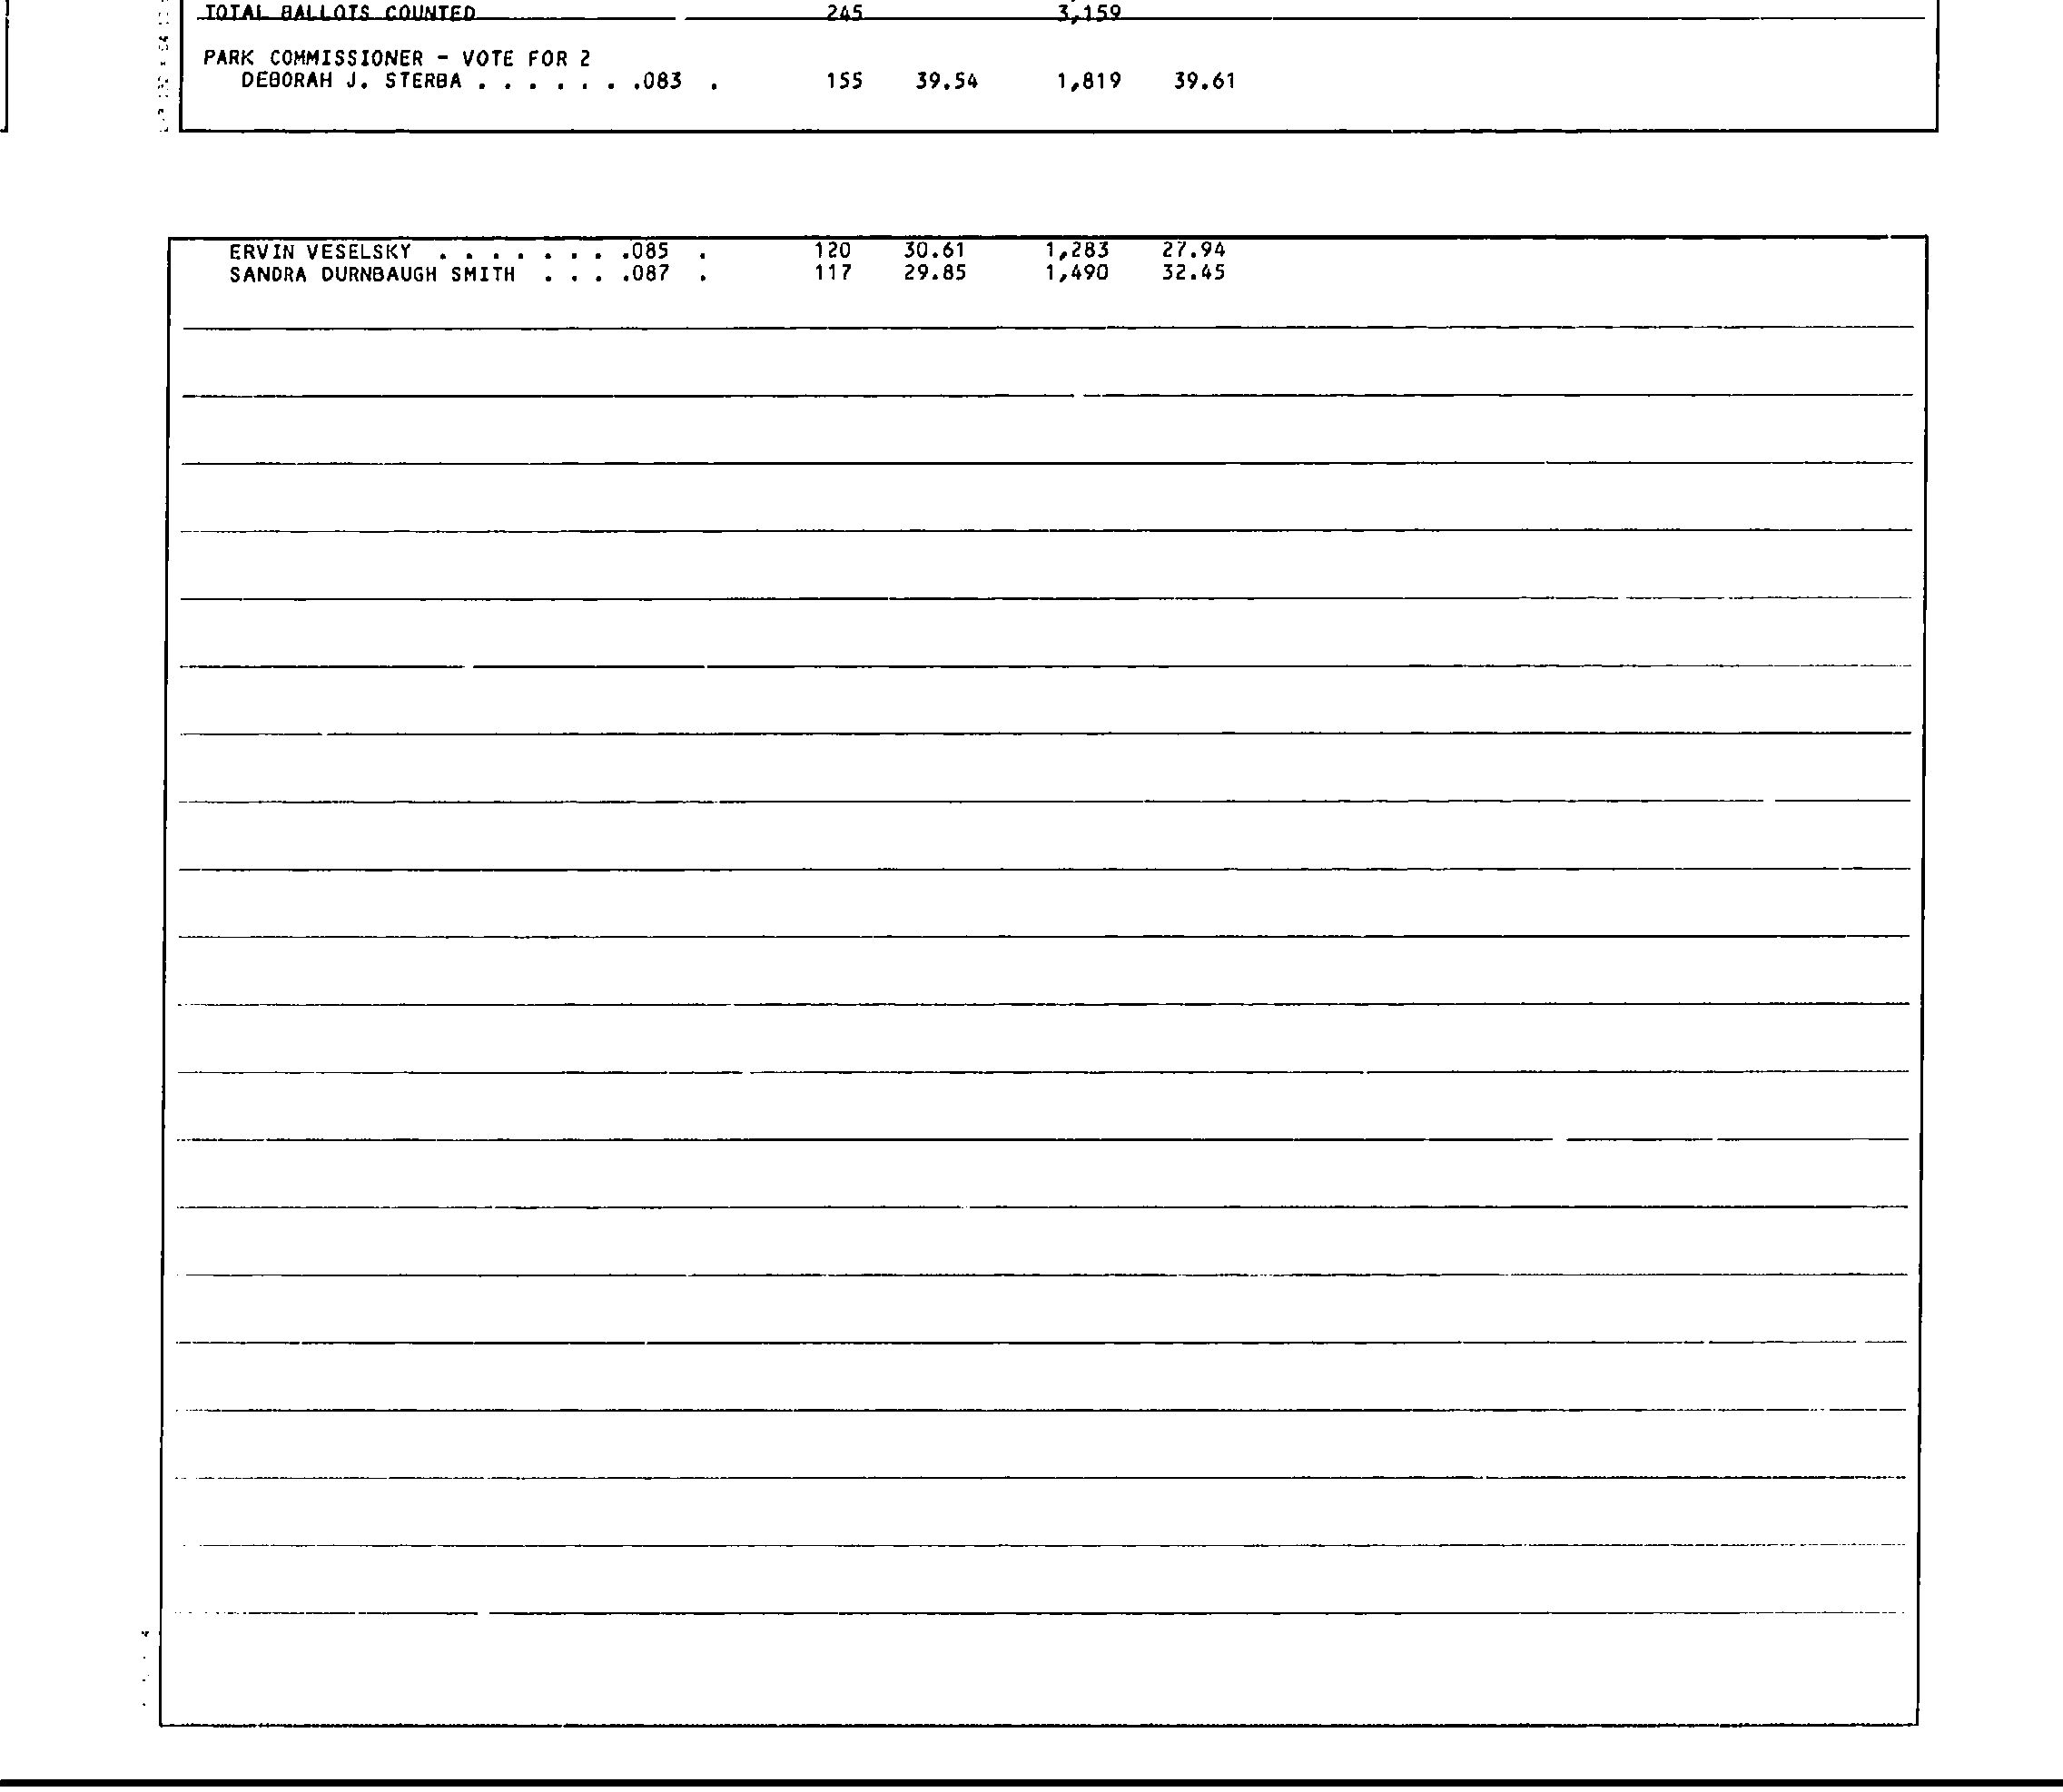 TOTAL BALLOTS COUNTED 245 3,159
PARK COMMISSIONER - VOTE FOR 2
DEBORAH J. STERBA . . . . . . .083 . 155 39.54 1,819 39.61
ERVIN VESELSKY . . . . . . . .085 . 120 30.61 1,283 27.94
SANDRA DURNBAUGH SMITH . . . .087 . 117 29.85 1,490 32.45